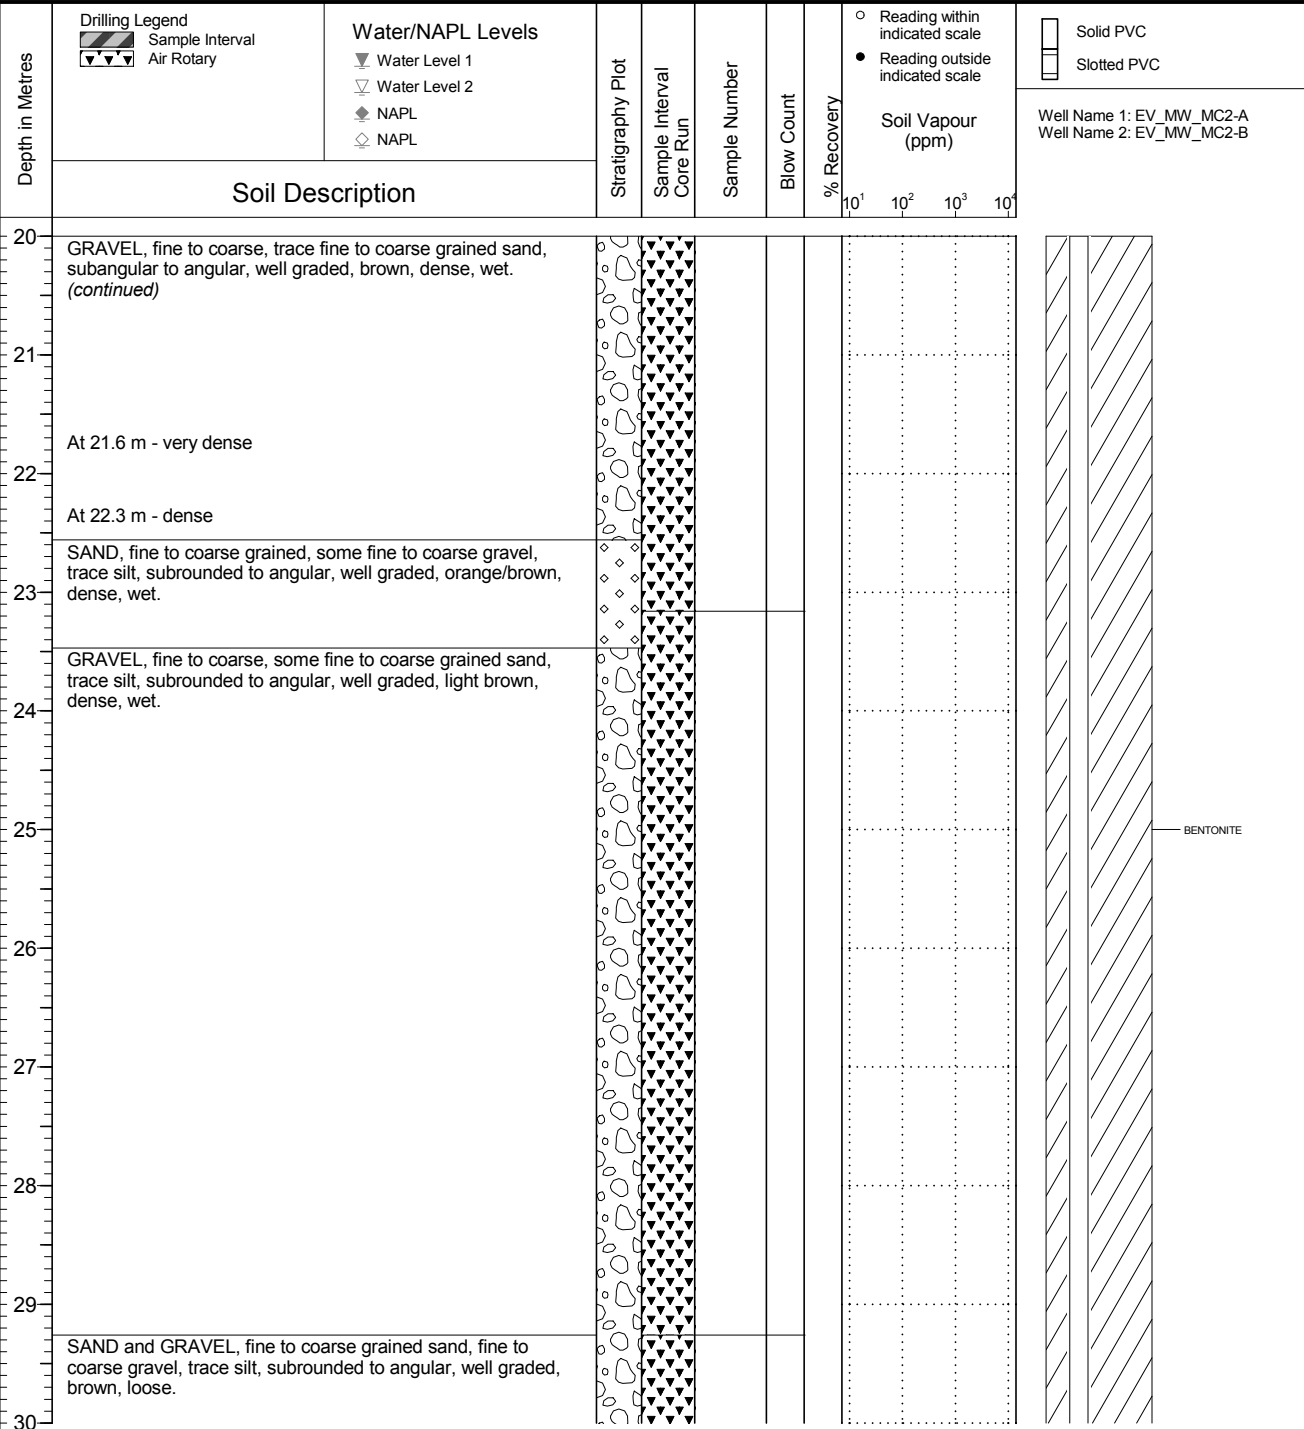 Depth in Metres
Drilling Legend
Sample Interval
Air Rotary
Water/NAPL Levels
Water Level 1
Water Level 2
NAPL
NAPL
Soil Description
Stratigraphy Plot
Sample Interval
Core Run
Sample Number
Blow Count
% Recovery
Reading within
indicated scale
Reading outside
indicated scale
Soil Vapour
(ppm)
10¹ 10² 10³ 10⁴
Solid PVC
Slotted PVC
Well Name 1: EV_MW_MC2-A
Well Name 2: EV_MW_MC2-B
20
GRAVEL, fine to coarse, trace fine to coarse grained sand,
subangular to angular, well graded, brown, dense, wet.
(continued)
21
At 21.6 m - very dense
22
At 22.3 m - dense
SAND, fine to coarse grained, some fine to coarse gravel,
trace silt, subrounded to angular, well graded, orange/brown,
dense, wet.
23
GRAVEL, fine to coarse, some fine to coarse grained sand,
trace silt, subrounded to angular, well graded, light brown,
dense, wet.
24
25
BENTONITE
26
27
28
29
SAND and GRAVEL, fine to coarse grained sand, fine to
coarse gravel, trace silt, subrounded to angular, well graded,
brown, loose.
30